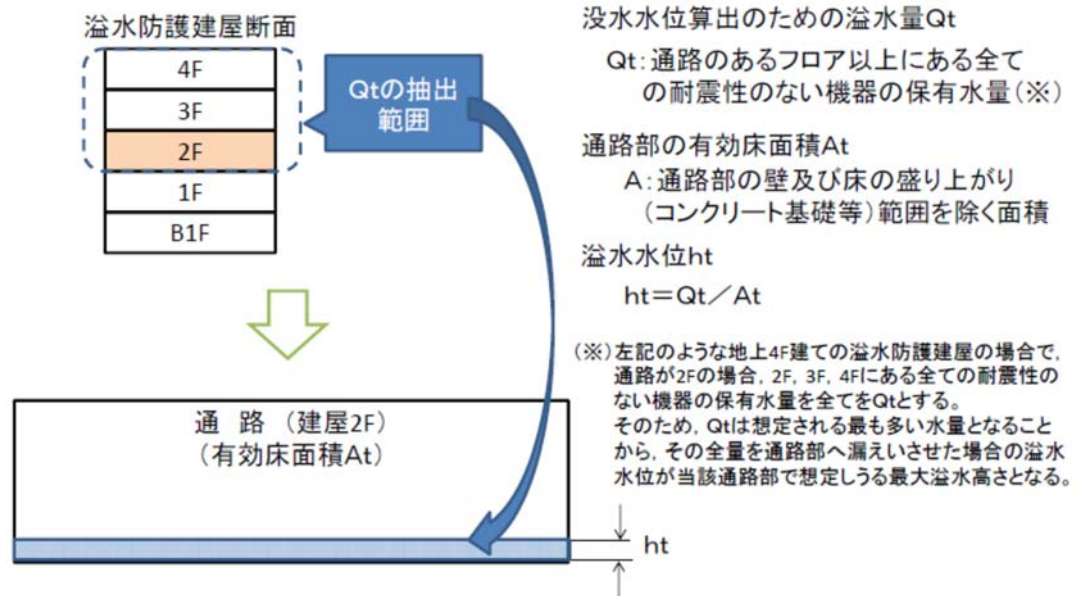 溢水防護建屋断面
4F
3F
2F
1F
B1F
Qtの抽出
範囲
通 路 (建屋2F)
(有効床面積At)
ht
没水水位算出のための溢水量Qt
Qt:通路のあるフロア以上にある全て
の耐震性のない機器の保有水量(※)
通路部の有効床面積At
A:通路部の壁及び床の盛り上がり
(コンクリート基礎等)範囲を除く面積
溢水水位ht
ht=Qt/At
(※)左記のような地上4F建ての溢水防護建屋の場合で,
通路が2Fの場合, 2F, 3F, 4Fにある全ての耐震性の
ない機器の保有水量を全てをQtとする。
そのため, Qtは想定される最も多い水量となること
から, その全量を通路部へ漏えいさせた場合の溢水
水位が当該通路部で想定しうる最大溢水高さとなる。